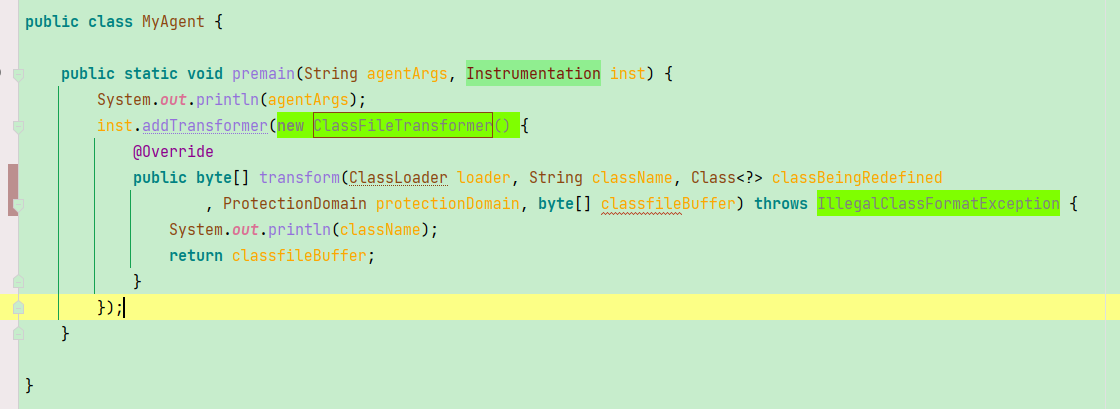 public class MyAgent {
public static void premain(String agentArgs, Instrumentation inst) {
System.out.println(agentArgs);
inst.addTransformer(new ClassFileTransformer() {
@Override
public byte[] transform(ClassLoader loader, String className, Class<?> classBeingRedefined
, ProtectionDomain protectionDomain, byte[] classfileBuffer) throws IllegalClassFormatException {
System.out.println(className);
return classfileBuffer;
}
});
}
}